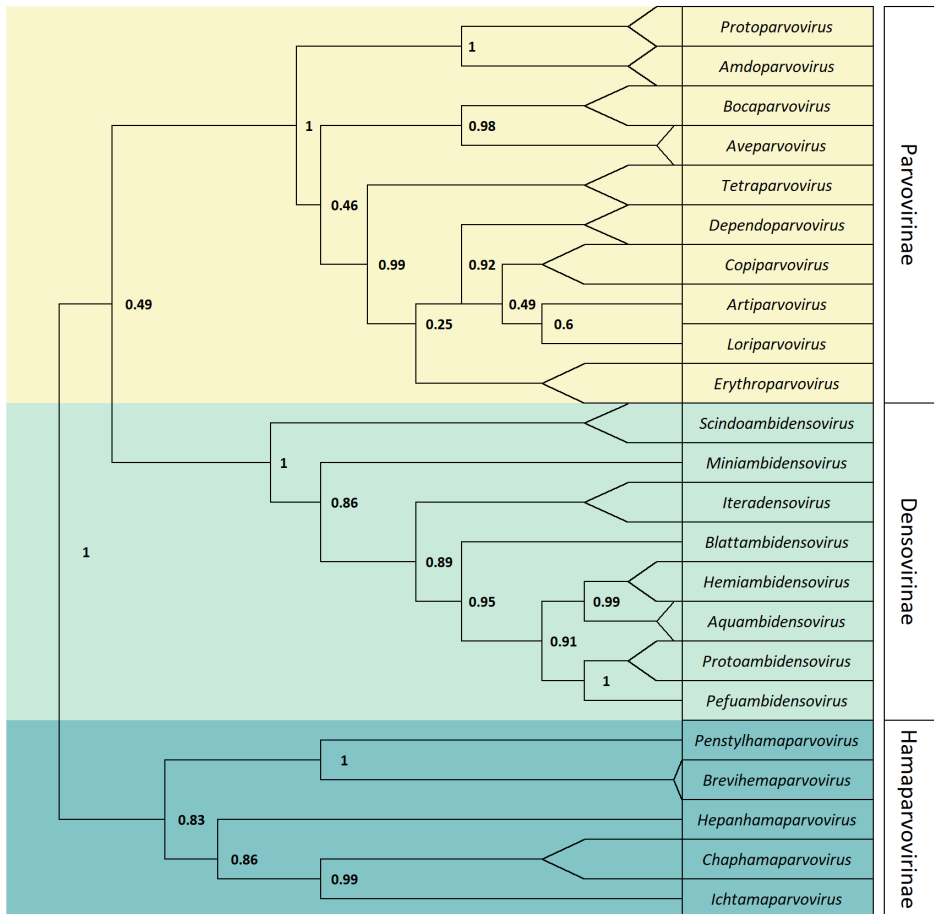 Protoparvovirus
1
Amdoparvovirus
Bocaparvovirus
1
0.98
Aveparvovirus
Parvovirinae
Tetraparvovirus
0.46
Dependoparvovirus
0.99
0.92
Copiparvovirus
0.49
0.25
0.49
Artiparvovirus
0.6
Loriparvovirus
Erythroparvovirus
Scindoambidensovirus
1
Miniambidensovirus
0.86
Iteradensovirus
Densovirinae
1
0.89
Blattambidensovirus
0.95
Hemiambidensovirus
0.99
Aquambidensovirus
0.91
Protoambidensovirus
1
Pefuambidensovirus
Penstylhamaparvovirus
1
Brevihemaparvovirus
0.83
Hepanhamaparvovirus
Hamaparvovirinae
0.86
Chaphamaparvovirus
0.99
Ichtamaparvovirus